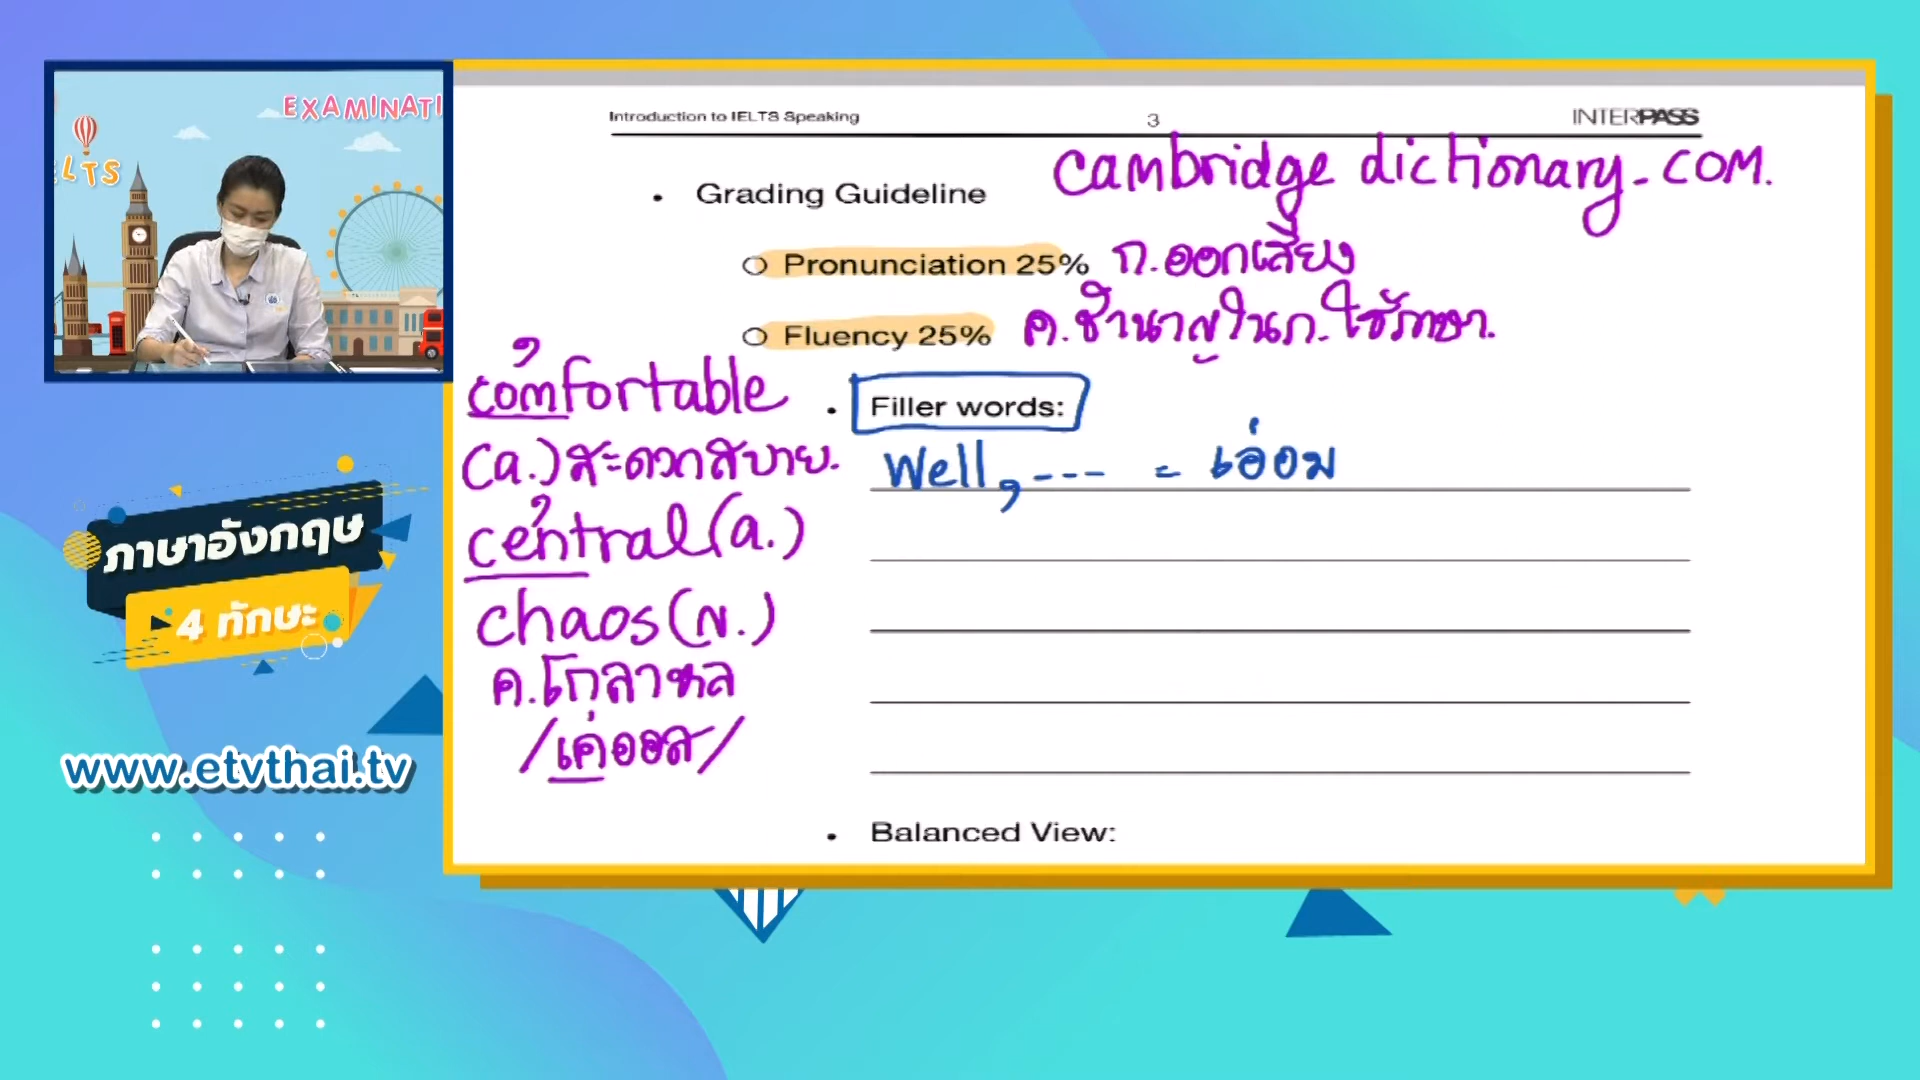 EXAMINATI
ELTS
Introduction to IELTS Speaking
3
INTERPASS
cambridge dictionary.com.
• Grading Guideline
Pronunciation 25% ก.ออกเสียง
Fluency 25% ค.ชำนาญในก.ใช้ภาษา.
comfortable
• Filler words:
(a.) สะดวกสบาย.
Well, --- = เอ่อม
central (a.)
chaos (n.)
ค.โกลาหล
/เค่ออส/
• Balanced View:
ภาษาอังกฤษ
4 ทักษะ
www.etvthai.tv